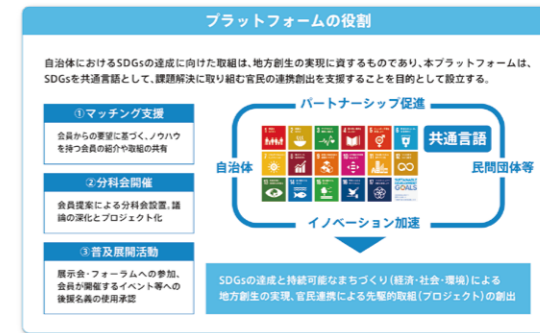 プラットフォームの役割
自治体におけるSDGsの達成に向けた取組は、地方創生の実現に資するものであり、本プラットフォームは、
SDGsを共通言語として、課題解決に取り組む官民の連携創出を支援することを目的として設立する。
①マッチング支援
会員からの要望に基づく、ノウハウ
を持つ会員の紹介や取組の共有
②分科会開催
会員提案による分科会設置、議
論の深化とプロジェクト化
③普及展開活動
展示会・フォーラムへの参加、
会員が開催するイベント等への
後援名義の使用承認
パートナーシップ促進
共通言語
自治体
民間団体等
GOALS
イノベーション加速
SDGsの達成と持続可能なまちづくり（経済・社会・環境）による
地方創生の実現、官民連携による先駆的取組（プロジェクト）の創出